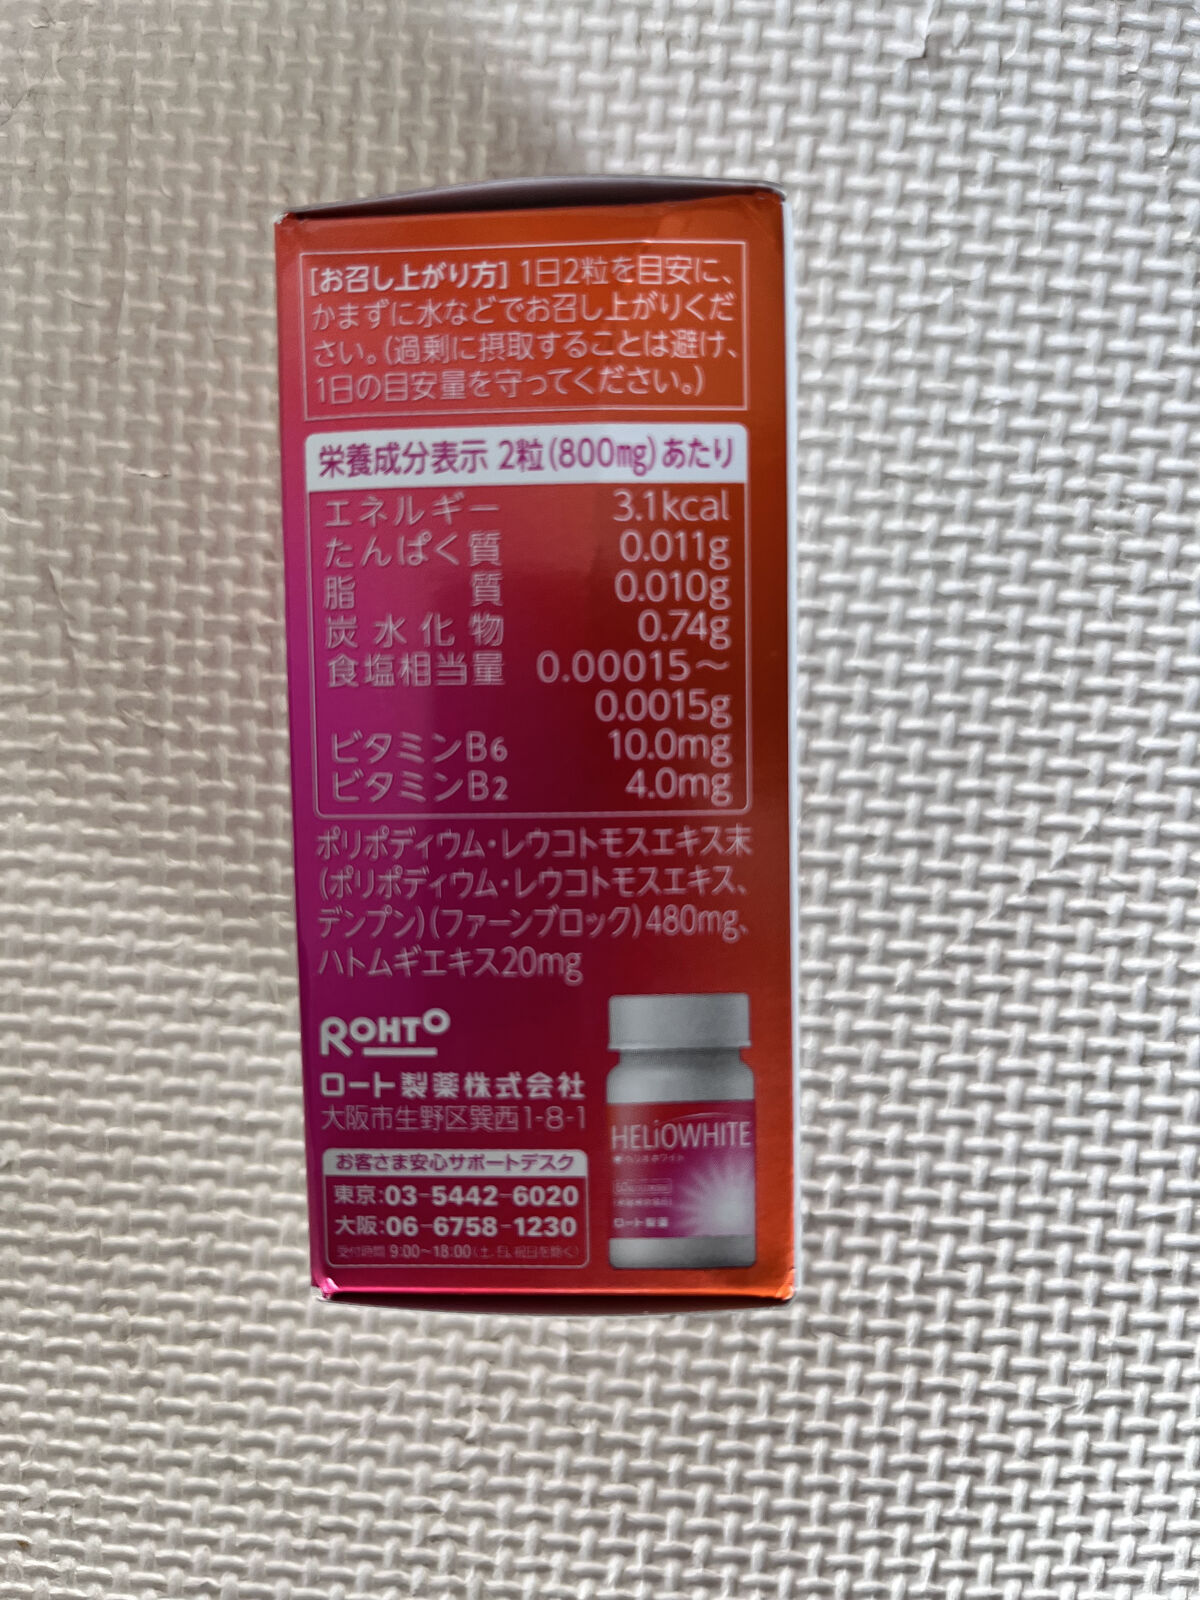 [お召し上がり方] 1日2粒を目安に、
かまずに水などでお召し上がりくだ
さい。(過剰に摂取することは避け、
1日の目安量を守ってください。)
栄養成分表示 2粒(800mg)あたり
エネルギー 3.1kcal
たんぱく質 0.011g
脂質 0.010g
炭水化物 0.74g
食塩相当量 0.00015～
0.0015g
ビタミンB6 10.0mg
ビタミンB2 4.0mg
ポリポディウム・レウコトモスエキス末
(ポリポディウム・レウコトモスエキス、
デンプン)(ファーンブロック)480mg、
ハトムギエキス20mg
ROHTO
ロート製薬株式会社
大阪市生野区巽西1-8-1
お客さま安心サポートデスク
東京:03-5442-6020
大阪:06-6758-1230
受付時間 9:00~18:00(土、日、祝日を除く)
HELiOWHITE
ヘリオホワイト
ロート製薬